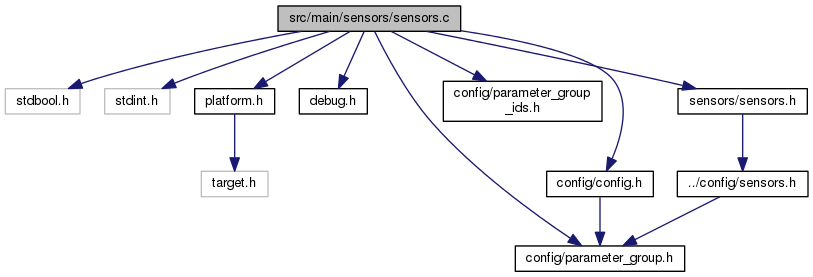 src/main/sensors/sensors.c
stdbool.h
stdint.h
platform.h
debug.h
config/parameter_group
_ids.h
sensors/sensors.h
target.h
config/config.h
../config/sensors.h
config/parameter_group.h